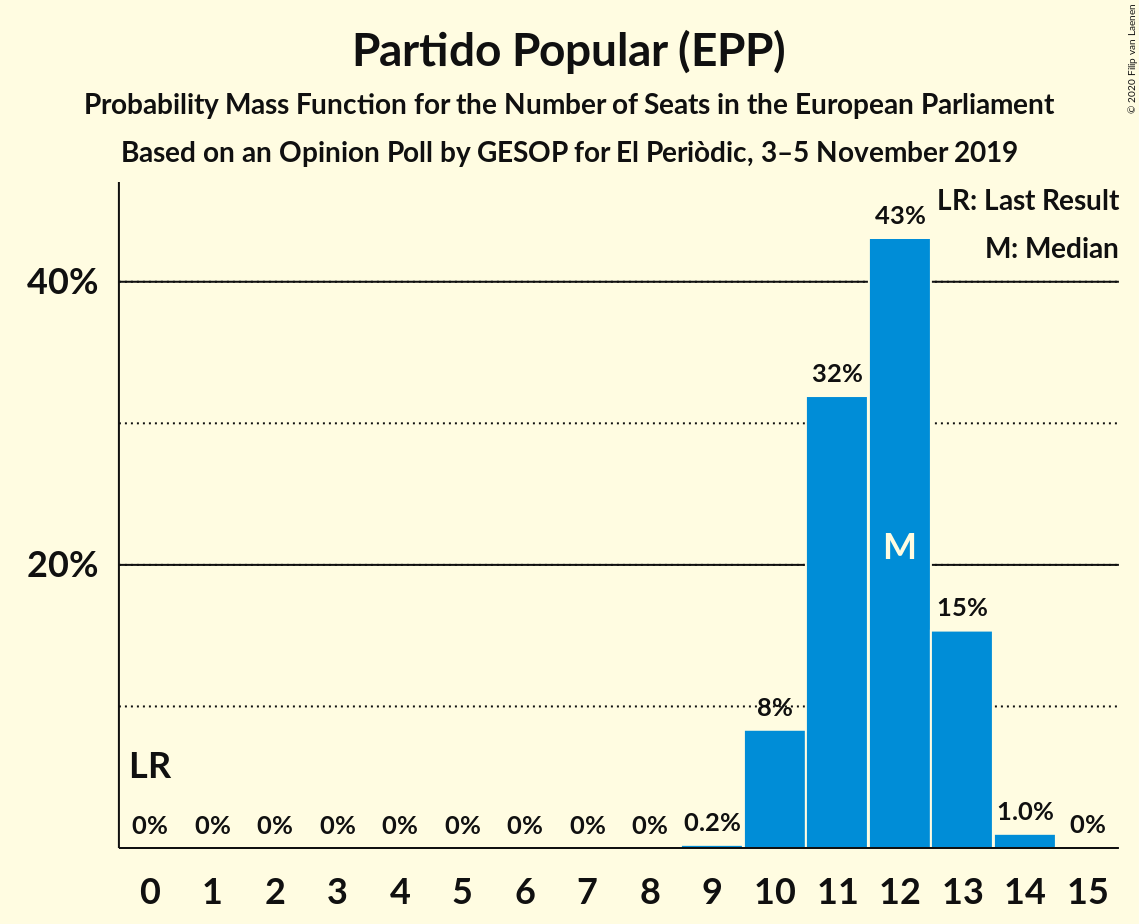 Partido Popular (EPP)
Probability Mass Function for the Number of Seats in the European Parliament
Based on an Opinion Poll by GESOP for El Periòdic, 3–5 November 2019
© 2020 Filip van Laenen
LR: Last Result
M: Median
43%
40%
32%
M
20%
15%
8%
LR
0% 0% 0% 0% 0% 0% 0% 0% 0% 0.2% 1.0% 0%
0 1 2 3 4 5 6 7 8 9 10 11 12 13 14 15